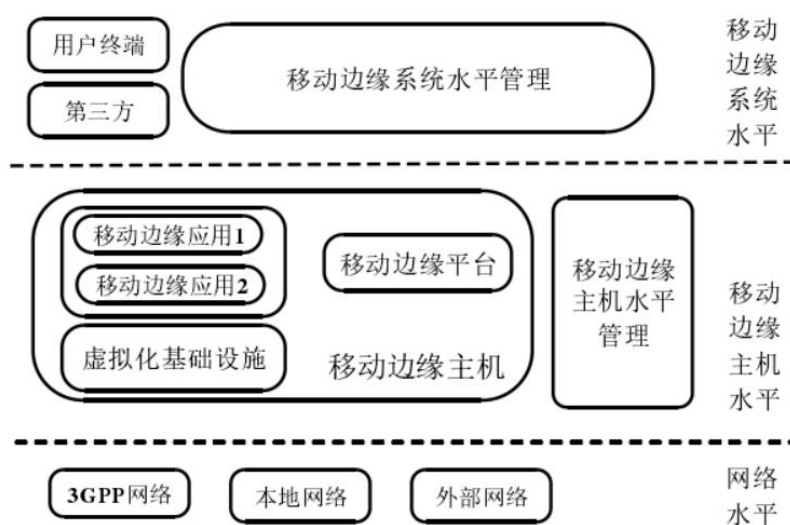 用户终端
第三方
移动边缘系统水平管理
移动
边缘
系统
水平
移动边缘应用1
移动边缘应用2
虚拟化基础设施
移动边缘平台
移动边缘主机
移动边缘
主机水平
管理
移动
边缘
主机
水平
3GPP网络
本地网络
外部网络
网络
水平